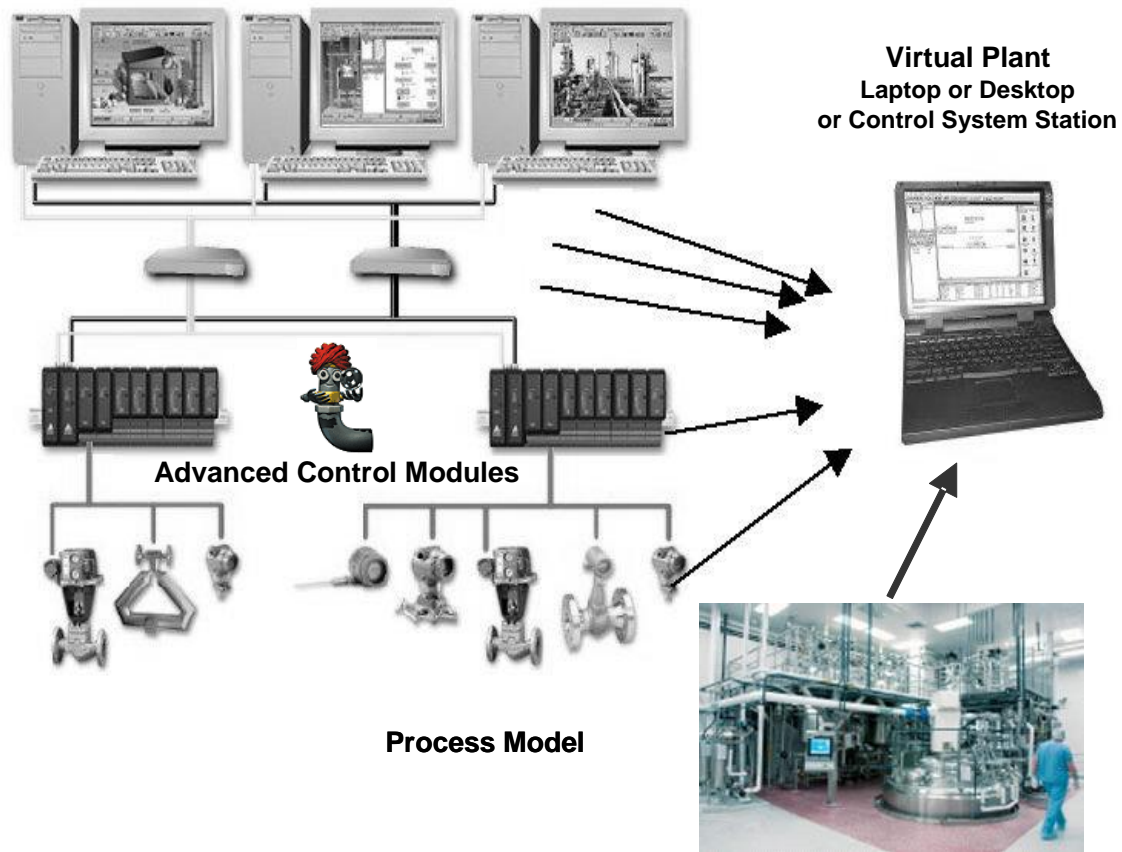 Virtual Plant
Laptop or Desktop
or Control System Station
Advanced Control Modules
Process Model